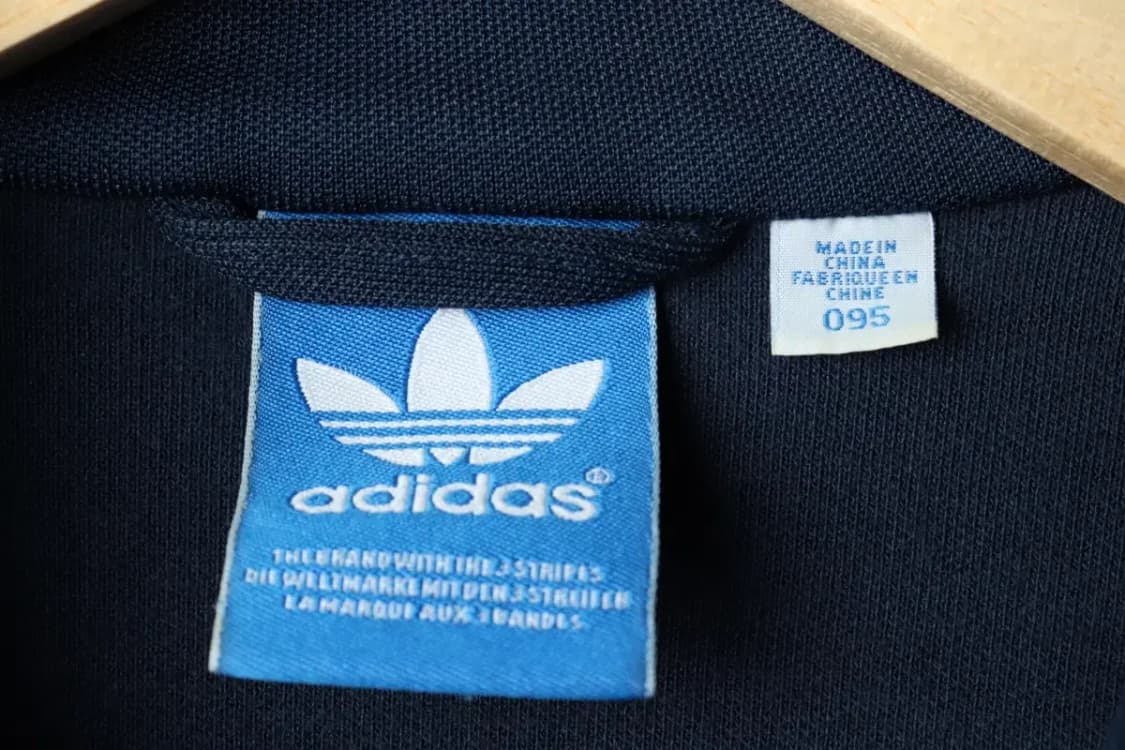 adidas®
THE BRAND WITH THE 3 STRIPES
DIE WELTMARKE MIT DEN 3 STREIFEN
LA MARQUE AUX 3 BANDES
MADE IN
CHINA
FABRIQUE EN
CHINE
095